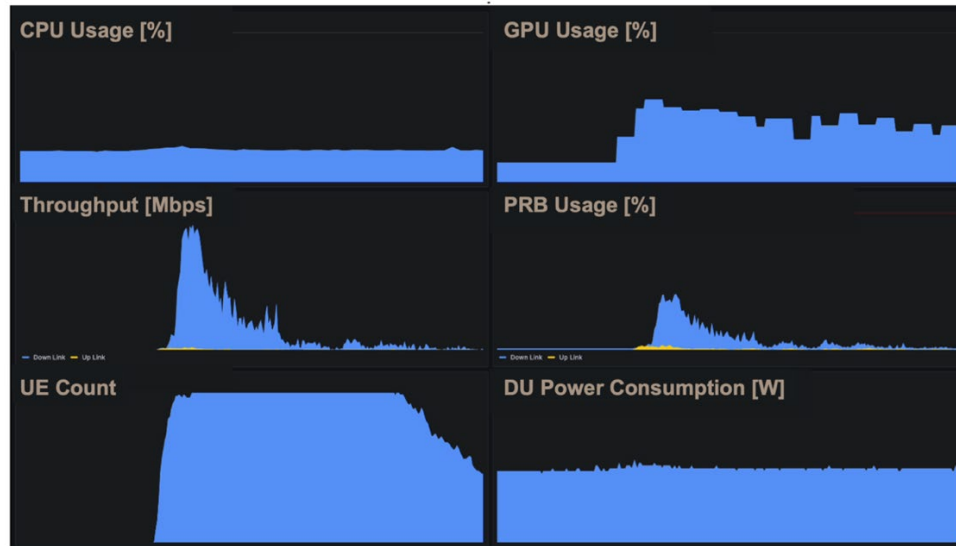 CPU Usage [%]
GPU Usage [%]
Throughput [Mbps]
PRB Usage [%]
Down Link Up Link
Down Link Up Link
UE Count
DU Power Consumption [W]